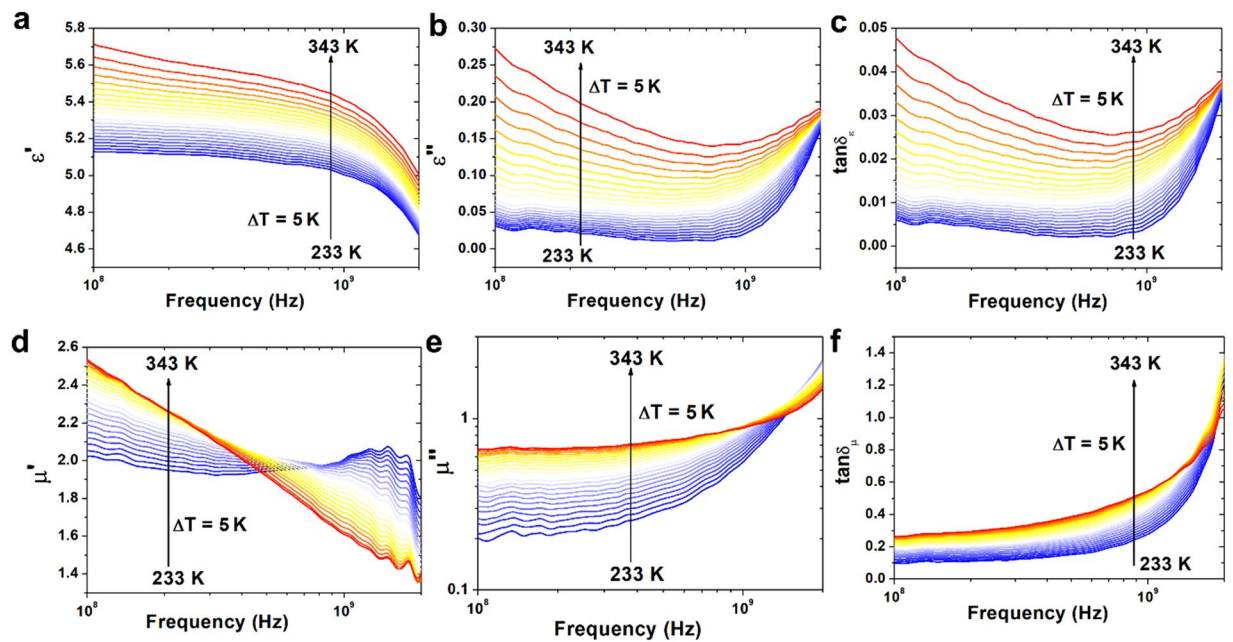 a
5.8
5.6
5.4
5.2
5.0
4.8
4.6
ε'
343 K
ΔT = 5 K
233 K
10⁸
10⁹
Frequency (Hz)
b
0.30
0.25
0.20
0.15
0.10
0.05
0.00
ε"
343 K
ΔT = 5 K
233 K
10⁸
10⁹
Frequency (Hz)
c
0.05
0.04
0.03
0.02
0.01
0.00
tanδε
343 K
ΔT = 5 K
233 K
10⁸
10⁹
Frequency (Hz)
d
2.6
2.4
2.2
2.0
1.8
1.6
1.4
μ'
343 K
ΔT = 5 K
233 K
10⁸
10⁹
Frequency (Hz)
e
1
0.1
μ"
343 K
ΔT = 5 K
233 K
10⁸
10⁹
Frequency (Hz)
f
1.4
1.2
1.0
0.8
0.6
0.4
0.2
0.0
tanδμ
343 K
ΔT = 5 K
233 K
10⁸
10⁹
Frequency (Hz)